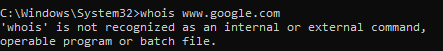 C:\Windows\System32>whois www.google.com
'whois' is not recognized as an internal or external command,
operable program or batch file.